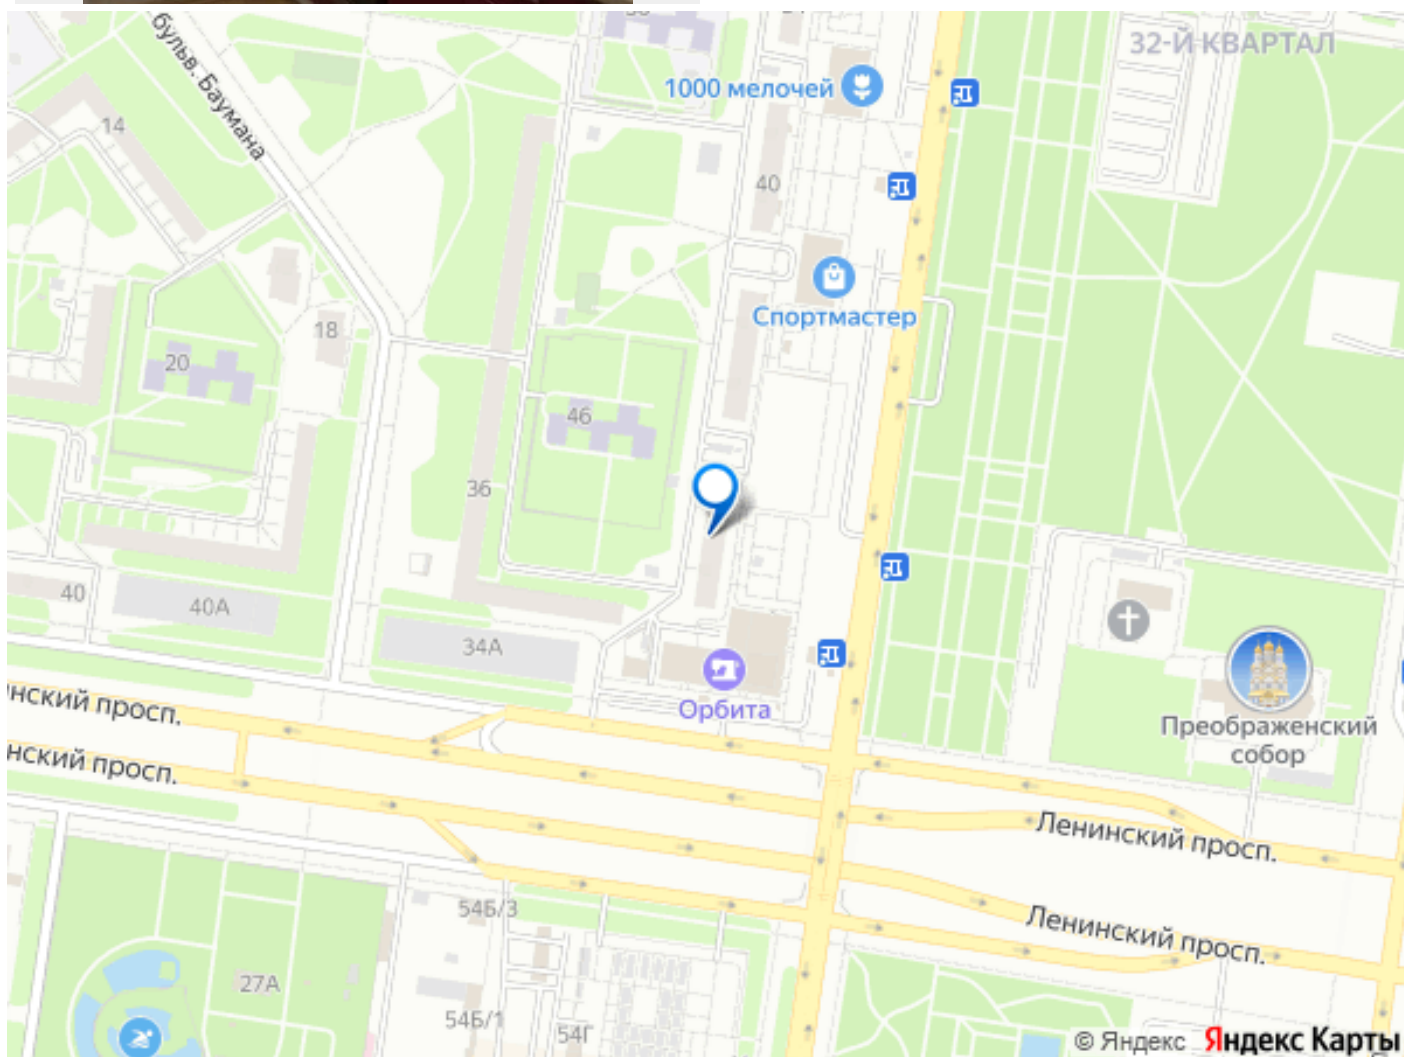 32-Й КВАРТАЛ
1000 мелочей
бульв. Баумана
14
40
Спортмастер
18
20
46
36
40
40А
34А
Орбита
Преображенский
собор
нский просп.
нский просп.
Ленинский просп.
Ленинский просп.
54Б/3
27А
54Б/1
54Г
© Яндекс Яндекс Карты